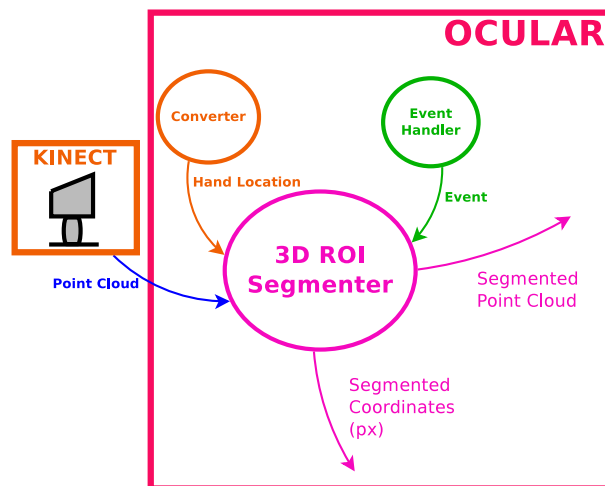 OCULAR
Converter
Event
Handler
KINECT
Hand Location
Event
3D ROI
Segmenter
Point Cloud
Segmented
Point Cloud
Segmented
Coordinates
(px)